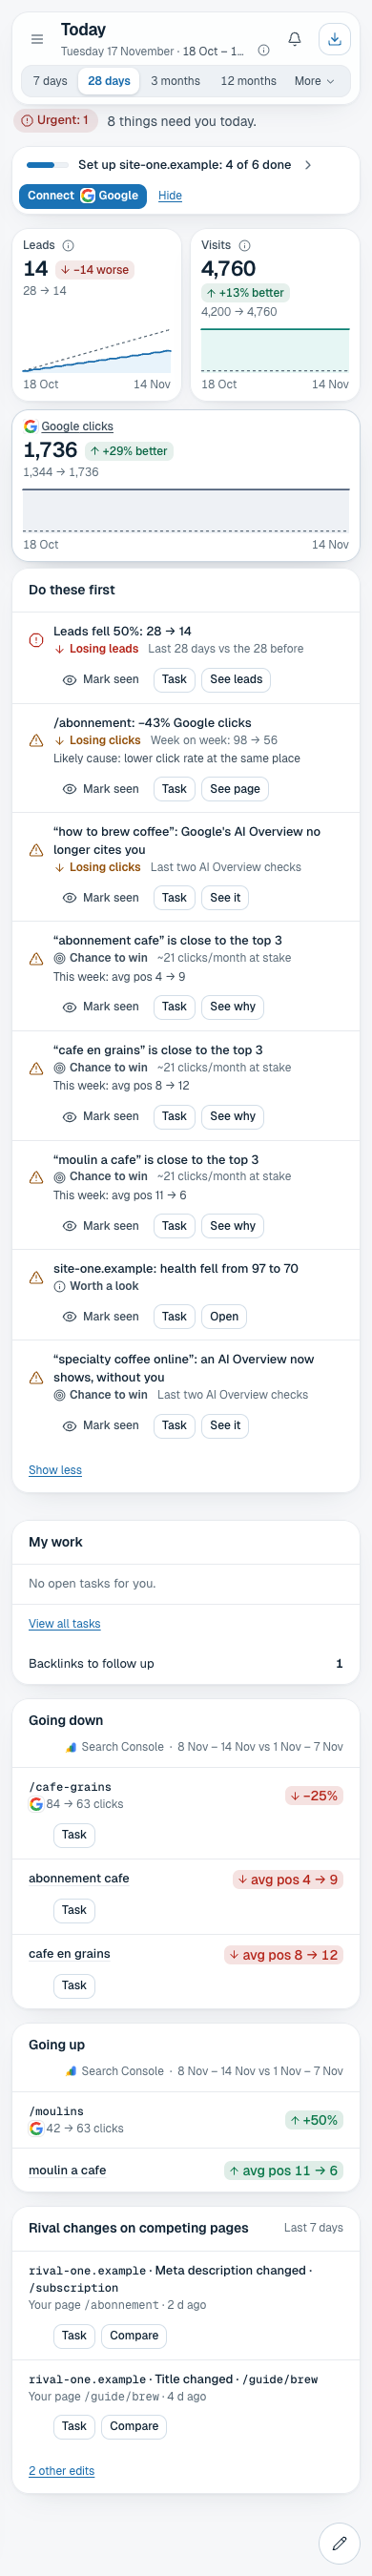 Today
Tuesday 17 November · 18 Oct – 1…
7 days 28 days 3 months 12 months More
Urgent: 1 8 things need you today.
Set up site-one.example: 4 of 6 done
Connect Google Hide
Leads
14 ↓ −14 worse
28 → 14
18 Oct 14 Nov
Visits
4,760
↑ +13% better
4,200 → 4,760
18 Oct 14 Nov
Google clicks
1,736 ↑ +29% better
1,344 → 1,736
18 Oct 14 Nov
Do these first
Leads fell 50%: 28 → 14
↓ Losing leads Last 28 days vs the 28 before
Mark seen Task See leads
/abonnement: −43% Google clicks
↓ Losing clicks Week on week: 98 → 56
Likely cause: lower click rate at the same place
Mark seen Task See page
“how to brew coffee”: Google's AI Overview no
longer cites you
↓ Losing clicks Last two AI Overview checks
Mark seen Task See it
“abonnement cafe” is close to the top 3
Chance to win ~21 clicks/month at stake
This week: avg pos 4 → 9
Mark seen Task See why
“cafe en grains” is close to the top 3
Chance to win ~21 clicks/month at stake
This week: avg pos 8 → 12
Mark seen Task See why
“moulin a cafe” is close to the top 3
Chance to win ~21 clicks/month at stake
This week: avg pos 11 → 6
Mark seen Task See why
site-one.example: health fell from 97 to 70
Worth a look
Mark seen Task Open
“specialty coffee online”: an AI Overview now
shows, without you
Chance to win Last two AI Overview checks
Mark seen Task See it
Show less
My work
No open tasks for you.
View all tasks
Backlinks to follow up 1
Going down
Search Console · 8 Nov – 14 Nov vs 1 Nov – 7 Nov
/cafe-grains ↓ −25%
84 → 63 clicks
Task
abonnement cafe ↓ avg pos 4 → 9
Task
cafe en grains ↓ avg pos 8 → 12
Task
Going up
Search Console · 8 Nov – 14 Nov vs 1 Nov – 7 Nov
/moulins ↑ +50%
42 → 63 clicks
moulin a cafe ↑ avg pos 11 → 6
Rival changes on competing pages Last 7 days
rival-one.example · Meta description changed ·
/subscription
Your page /abonnement · 2 d ago
Task Compare
rival-one.example · Title changed · /guide/brew
Your page /guide/brew · 4 d ago
Task Compare
2 other edits